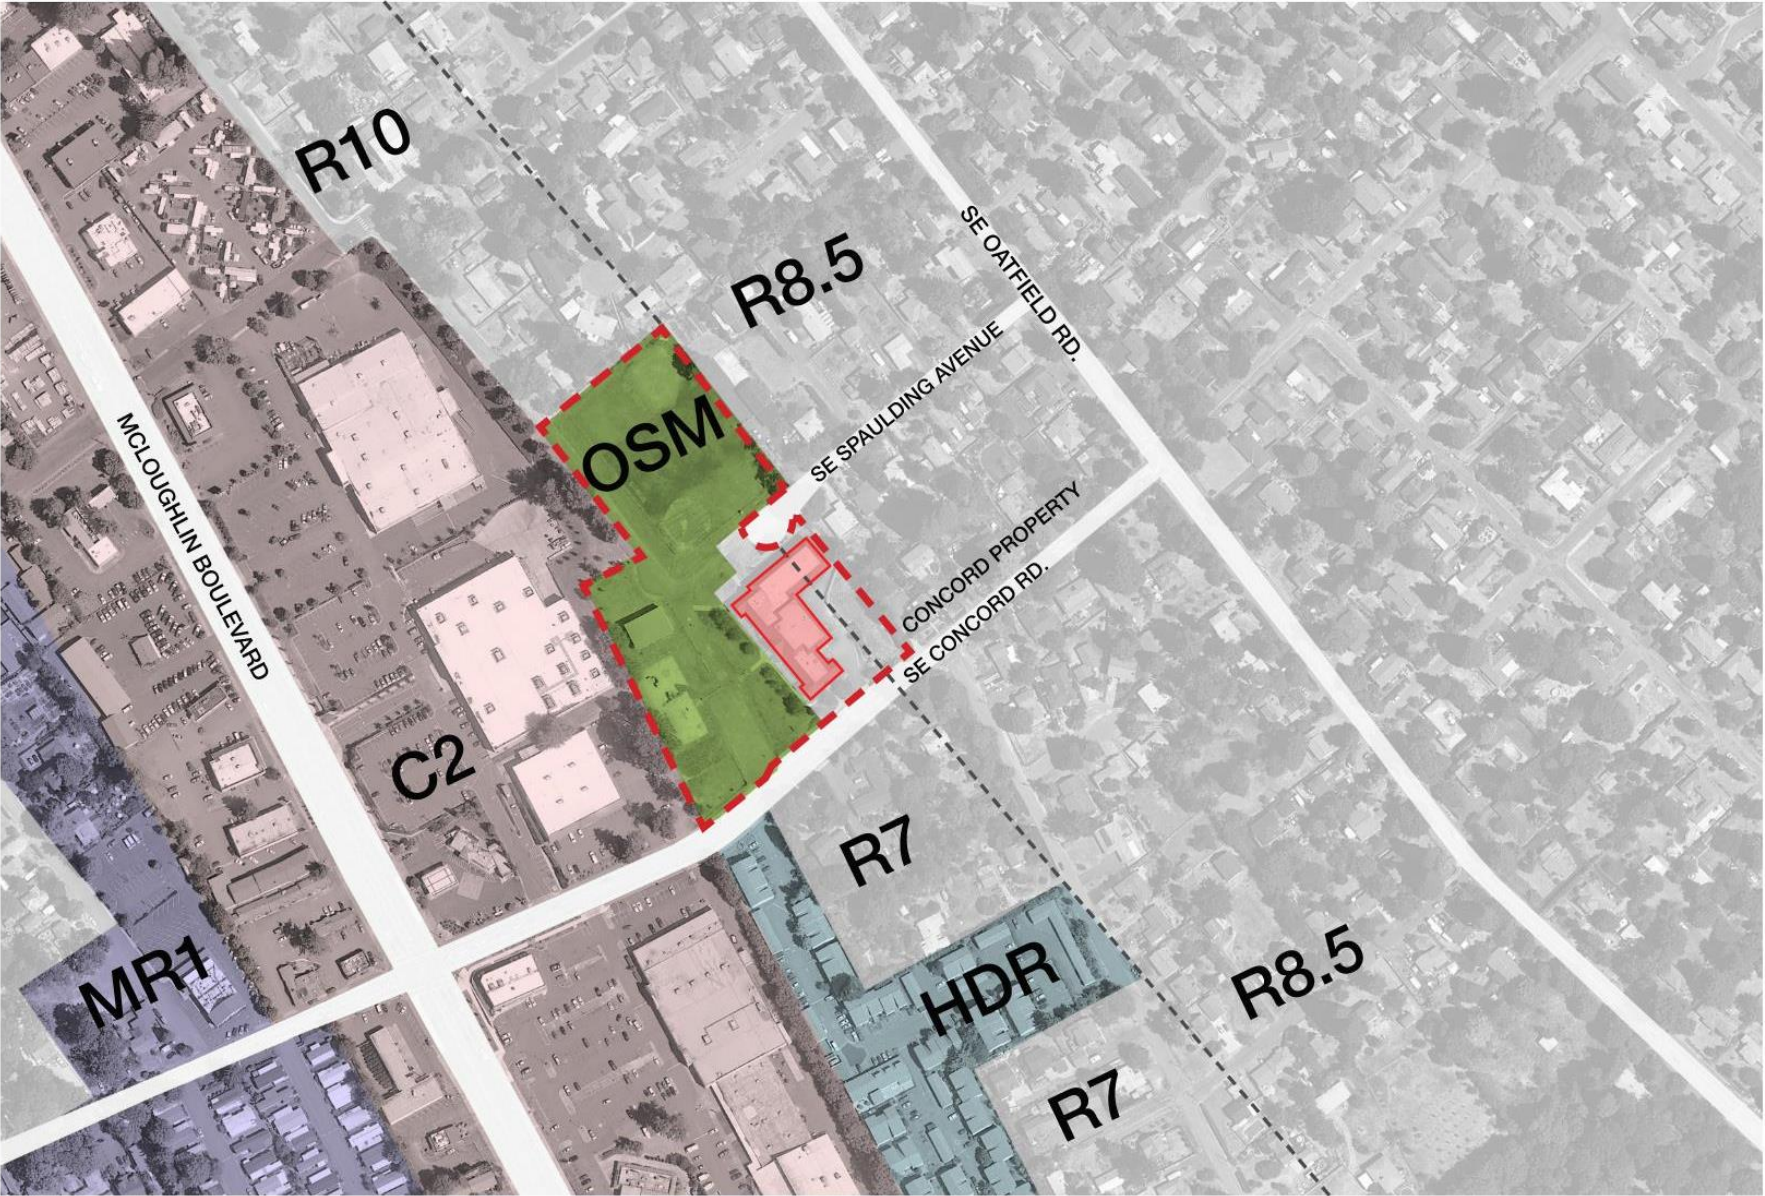 R10
R8.5
SE OATFIELD RD.
SE SPAULDING AVENUE
OSM
MCLOUGHLIN BOULEVARD
CONCORD PROPERTY
SE CONCORD RD.
C2
R7
MR1
HDR
R8.5
R7